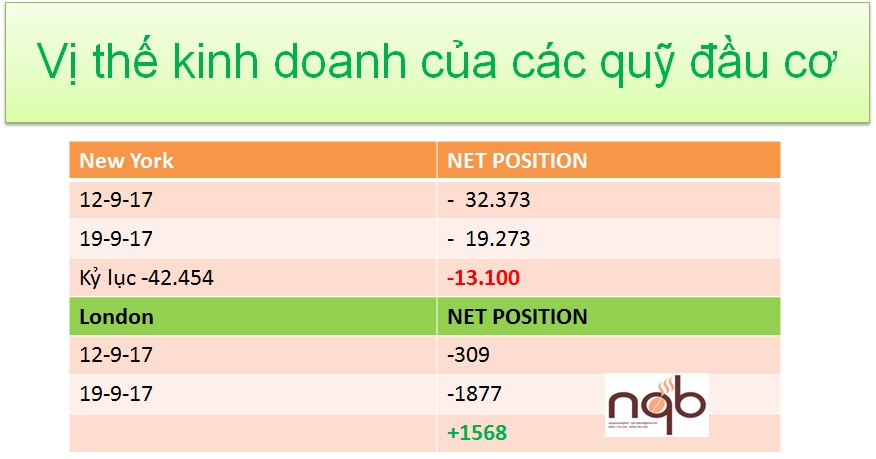 Vị thế kinh doanh của các quỹ đầu cơ
New York NET POSITION
12-9-17 - 32.373
19-9-17 - 19.273
Kỷ lục -42.454 -13.100
London NET POSITION
12-9-17 -309
19-9-17 -1877
nqb
+1568